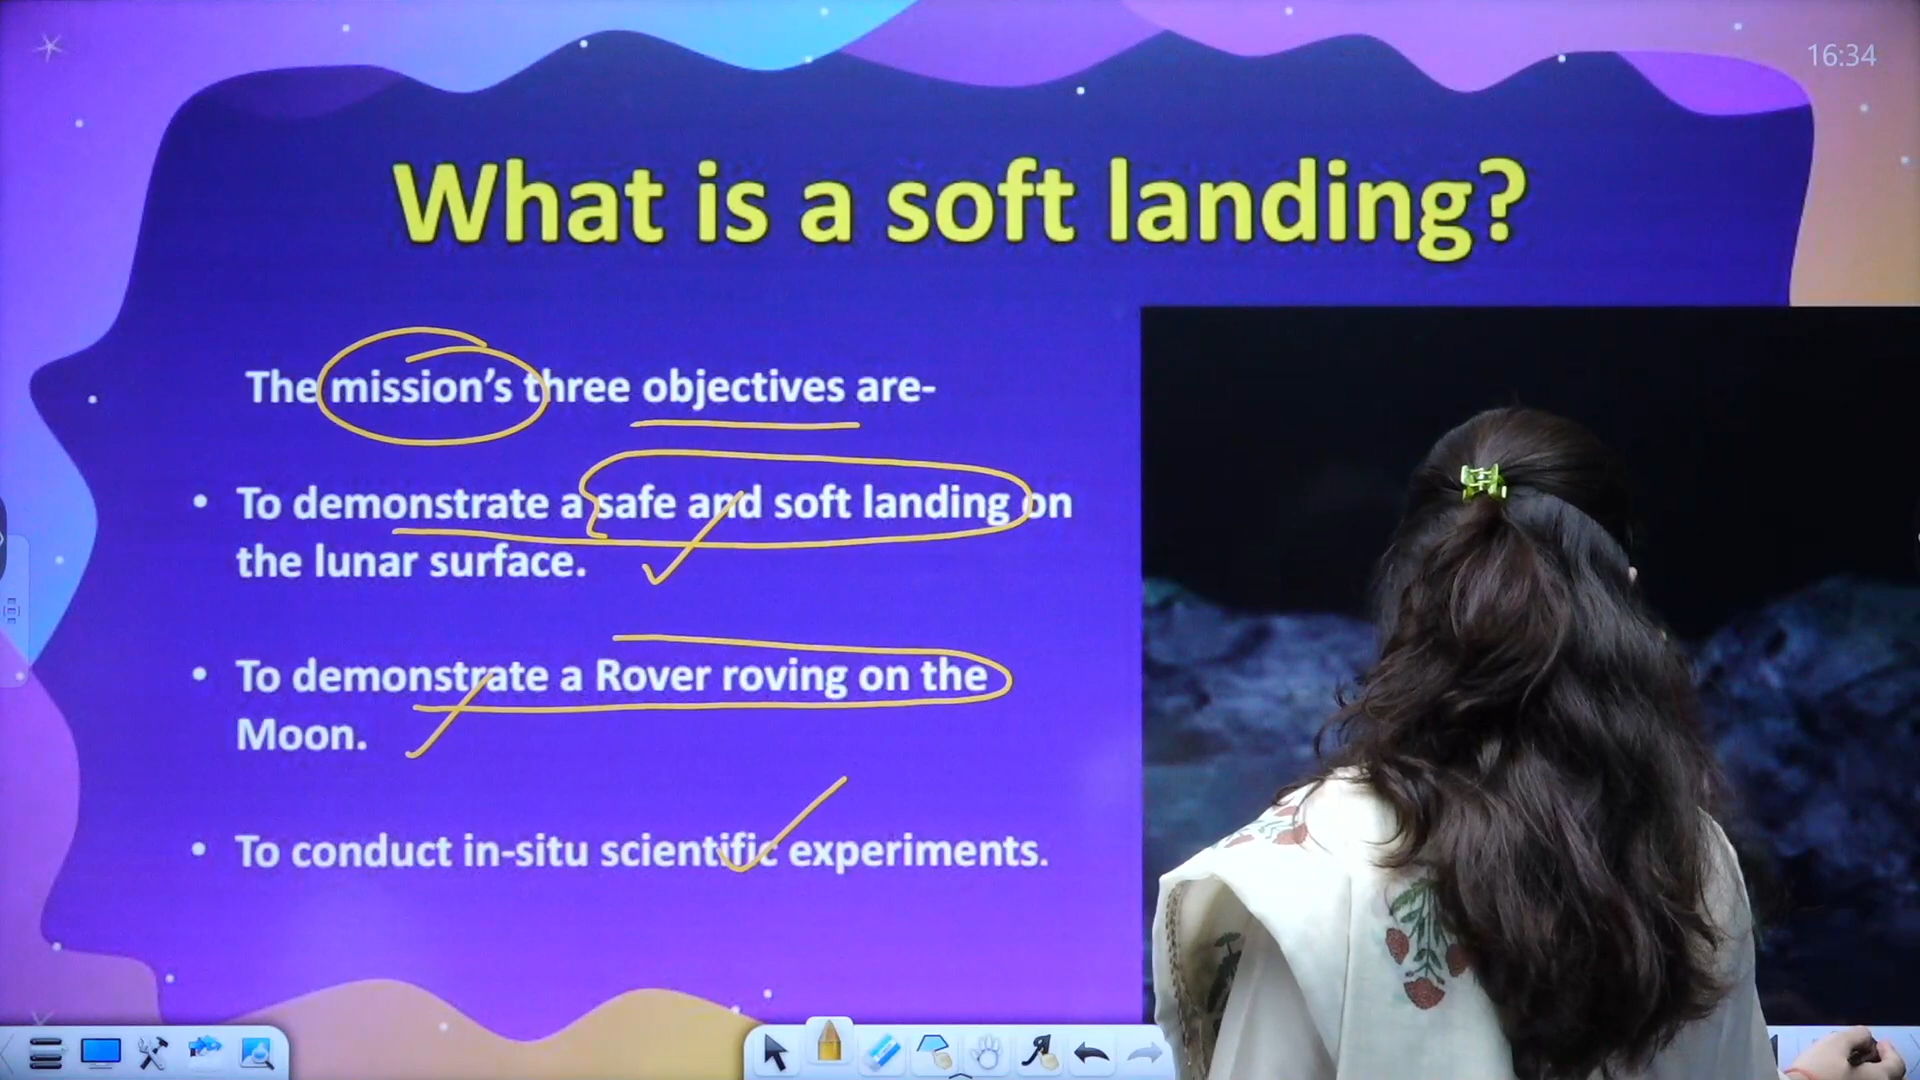 16:34
What is a soft landing?
The mission's three objectives are-
• To demonstrate a safe and soft landing on
the lunar surface.
• To demonstrate a Rover roving on the
Moon.
• To conduct in-situ scientific experiments.